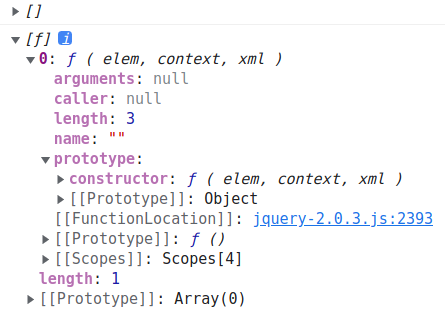 []
[ƒ] i
0: ƒ ( elem, context, xml )
arguments: null
caller: null
length: 3
name: ""
prototype:
constructor: ƒ ( elem, context, xml )
[[Prototype]]: Object
[[FunctionLocation]]: jquery-2.0.3.js:2393
[[Prototype]]: ƒ ()
[[Scopes]]: Scopes[4]
length: 1
[[Prototype]]: Array(0)